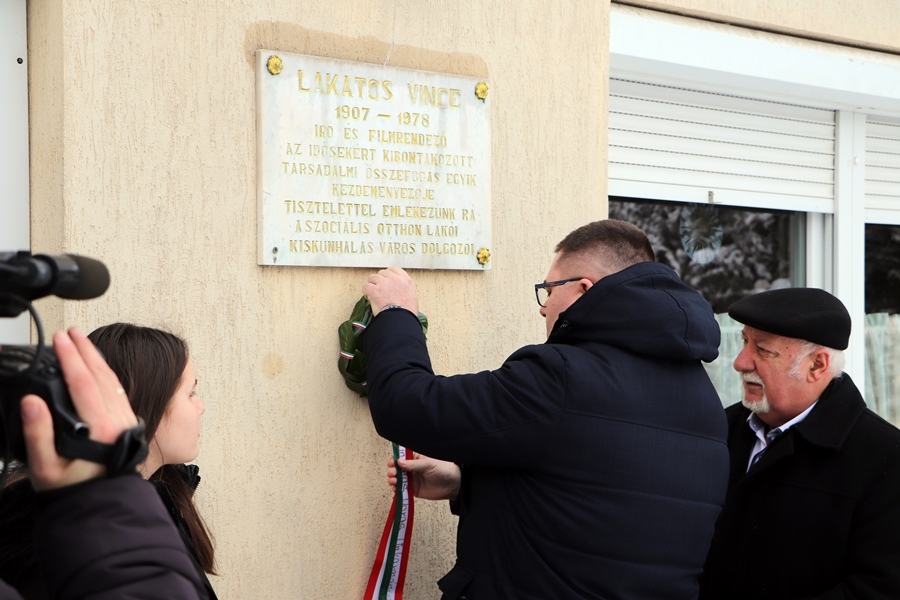 LAKATOS VINCE
1907 — 1978
IRÓ ÉS FILMRENDEZŐ
AZ IDŐSEKÉRT KIBONTAKOZOTT
TÁRSADALMI ÖSSZEFOGÁS EGYIK
KEZDEMÉNYEZŐJE
TISZTELETTEL EMLÉKEZÜNK RÁ
A SZOCIÁLIS OTTHON LAKÓI
KISKUNHALAS VÁROS DOLGOZÓI